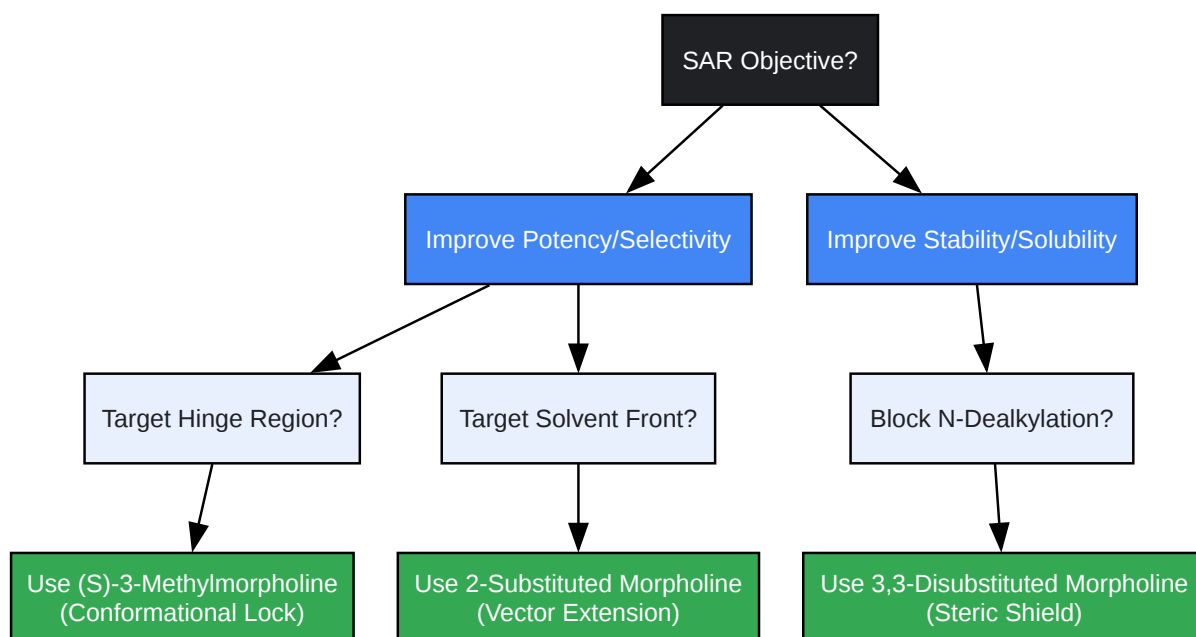 SAR Objective?
Improve Potency/Selectivity
Improve Stability/Solubility
Target Hinge Region?
Target Solvent Front?
Block N-Dealkylation?
Use (S)-3-Methylmorpholine
(Conformational Lock)
Use 2-Substituted Morpholine
(Vector Extension)
Use 3,3-Disubstituted Morpholine
(Steric Shield)